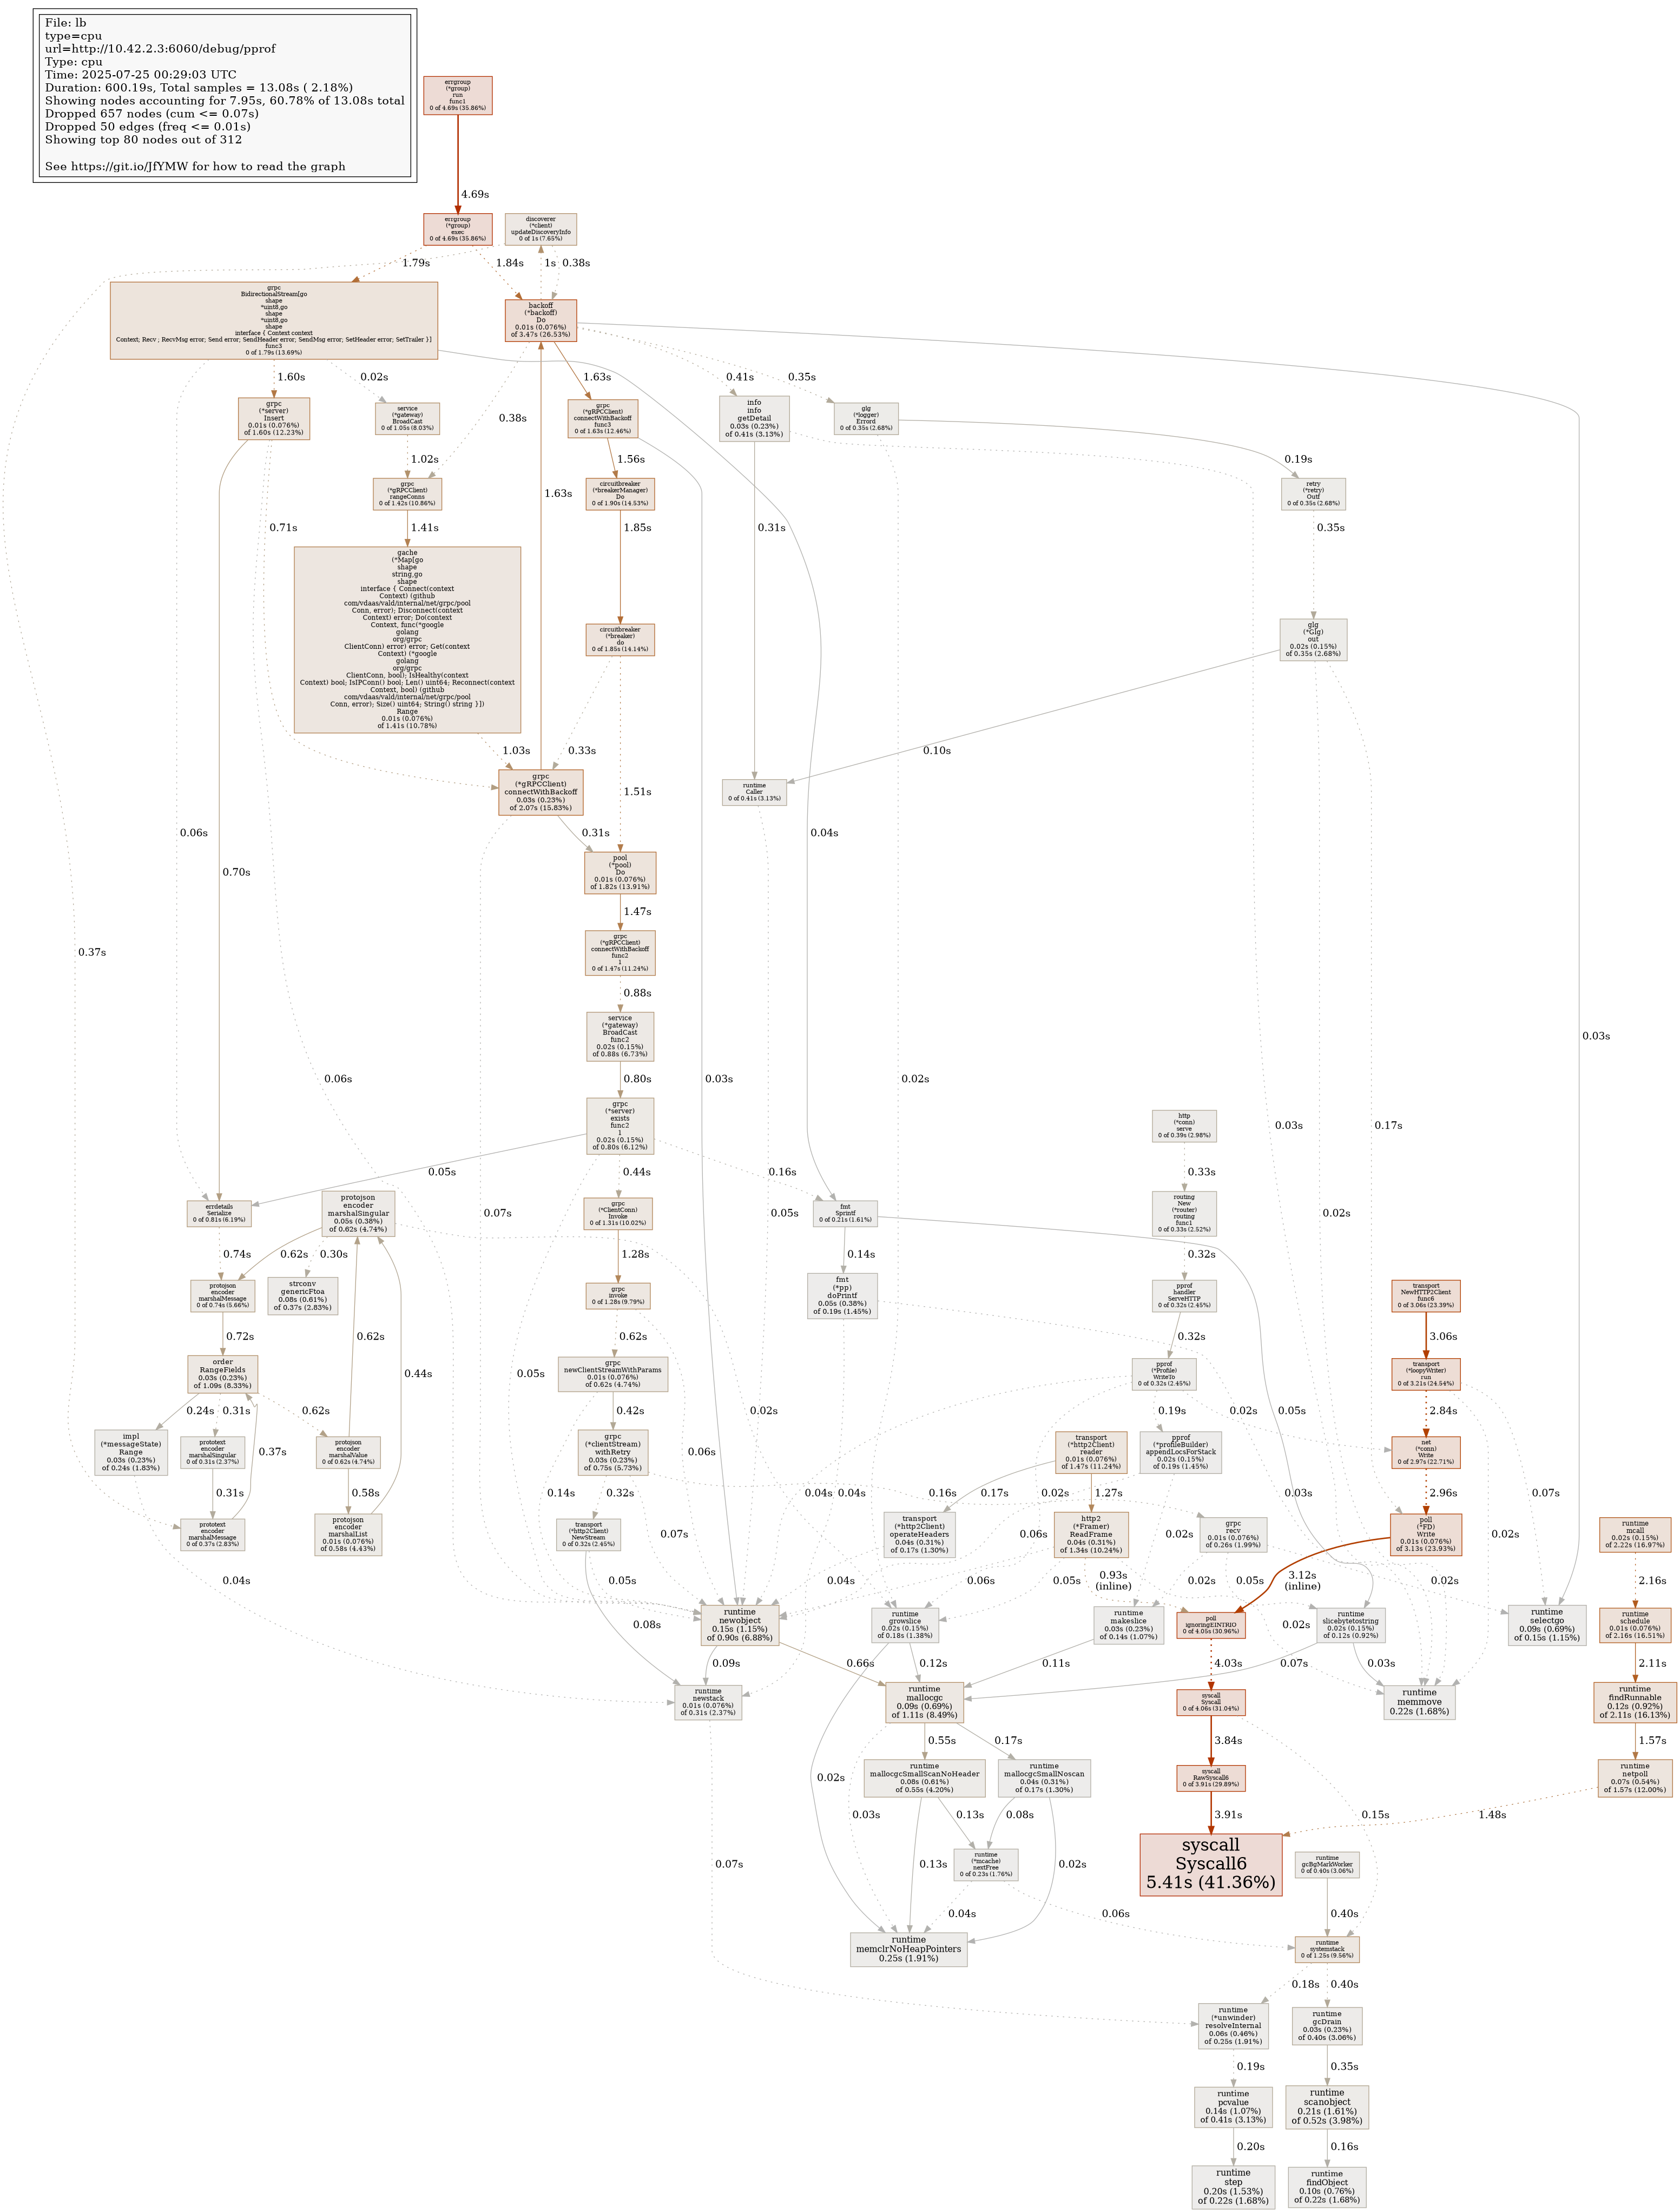 File: lb
type=cpu
url=http://10.42.2.3:6060/debug/pprof
Type: cpu
Time: 2025-07-25 00:29:03 UTC
Duration: 600.19s, Total samples = 13.08s ( 2.18%)
Showing nodes accounting for 7.95s, 60.78% of 13.08s total
Dropped 657 nodes (cum <= 0.07s)
Dropped 50 edges (freq <= 0.01s)
Showing top 80 nodes out of 312
See https://git.io/JfYMW for how to read the graph
errgroup
(*group)
run
func1
0 of 4.69s (35.86%)
4.69s
errgroup
(*group)
exec
0 of 4.69s (35.86%)
discoverer
(*client)
updateDiscoveryInfo
0 of 1s (7.65%)
1.79s
1.84s
1s
0.38s
grpc
BidirectionalStream[go
shape
*uint8,go
shape
*uint8,go
shape
interface { Context context
Context; Recv ; RecvMsg error; Send error; SendHeader error; SendMsg error; SetHeader error; SetTrailer }]
func3
0 of 1.79s (13.69%)
backoff
(*backoff)
Do
0.01s (0.076%)
of 3.47s (26.53%)
1.60s
0.02s
1.63s
0.41s
0.35s
grpc
(*server)
Insert
0.01s (0.076%)
of 1.60s (12.23%)
service
(*gateway)
BroadCast
0 of 1.05s (8.03%)
0.38s
grpc
(*gRPCClient)
connectWithBackoff
func3
0 of 1.63s (12.46%)
info
info
getDetail
0.03s (0.23%)
of 0.41s (3.13%)
glg
(*logger)
Errord
0 of 0.35s (2.68%)
1.02s
1.56s
0.19s
grpc
(*gRPCClient)
rangeConns
0 of 1.42s (10.86%)
1.63s
circuitbreaker
(*breakerManager)
Do
0 of 1.90s (14.53%)
retry
(*retry)
Outf
0 of 0.35s (2.68%)
0.71s
1.41s
1.85s
0.31s
0.35s
gache
(*Map[go
shape
string,go
shape
interface { Connect(context
Context) (github
com/vdaas/vald/internal/net/grpc/pool
Conn, error); Disconnect(context
Context) error; Do(context
Context, func(*google
golang
org/grpc
ClientConn) error) error; Get(context
Context) (*google
golang
org/grpc
ClientConn, bool); IsHealthy(context
Context) bool; IsIPConn() bool; Len() uint64; Reconnect(context
Context, bool) (github
com/vdaas/vald/internal/net/grpc/pool
Conn, error); Size() uint64; String() string }])
Range
0.01s (0.076%)
of 1.41s (10.78%)
circuitbreaker
(*breaker)
do
0 of 1.85s (14.14%)
glg
(*Glg)
out
0.02s (0.15%)
of 0.35s (2.68%)
1.03s
0.33s
0.10s
grpc
(*gRPCClient)
connectWithBackoff
0.03s (0.23%)
of 2.07s (15.83%)
1.51s
runtime
Caller
0 of 0.41s (3.13%)
0.06s
0.31s
0.04s
pool
(*pool)
Do
0.01s (0.076%)
of 1.82s (13.91%)
0.70s
1.47s
0.37s
grpc
(*gRPCClient)
connectWithBackoff
func2
1
0 of 1.47s (11.24%)
0.88s
service
(*gateway)
BroadCast
func2
0.02s (0.15%)
of 0.88s (6.73%)
0.03s
0.06s
0.80s
0.03s
0.02s
grpc
(*server)
exists
func2
1
0.02s (0.15%)
of 0.80s (6.12%)
http
(*conn)
serve
0 of 0.39s (2.98%)
0.03s
0.17s
0.05s
0.44s
0.16s
0.33s
errdetails
Serialize
0 of 0.81s (6.19%)
protojson
encoder
marshalSingular
0.05s (0.38%)
of 0.62s (4.74%)
0.07s
grpc
(*ClientConn)
Invoke
0 of 1.31s (10.02%)
0.05s
fmt
Sprintf
0 of 0.21s (1.61%)
routing
New
(*router)
routing
func1
0 of 0.33s (2.52%)
0.02s
0.74s
0.62s
0.30s
1.28s
0.14s
0.32s
protojson
encoder
marshalMessage
0 of 0.74s (5.66%)
strconv
genericFtoa
0.08s (0.61%)
of 0.37s (2.83%)
grpc
invoke
0 of 1.28s (9.79%)
fmt
(*pp)
doPrintf
0.05s (0.38%)
of 0.19s (1.45%)
pprof
handler
ServeHTTP
0 of 0.32s (2.45%)
transport
NewHTTP2Client
func6
0 of 3.06s (23.39%)
0.72s
0.62s
0.62s
0.32s
3.06s
order
RangeFields
0.03s (0.23%)
of 1.09s (8.33%)
0.44s
0.05s
grpc
newClientStreamWithParams
0.01s (0.076%)
of 0.62s (4.74%)
pprof
(*Profile)
WriteTo
0 of 0.32s (2.45%)
transport
(*loopyWriter)
run
0 of 3.21s (24.54%)
0.24s
0.31s
0.62s
0.02s
0.42s
0.19s
0.02s
0.05s
2.84s
impl
(*messageState)
Range
0.03s (0.23%)
of 0.24s (1.83%)
prototext
encoder
marshalSingular
0 of 0.31s (2.37%)
0.37s
protojson
encoder
marshalValue
0 of 0.62s (4.74%)
0.06s
grpc
(*clientStream)
withRetry
0.03s (0.23%)
of 0.75s (5.73%)
transport
(*http2Client)
reader
0.01s (0.076%)
of 1.47s (11.24%)
pprof
(*profileBuilder)
appendLocsForStack
0.02s (0.15%)
of 0.19s (1.45%)
net
(*conn)
Write
0 of 2.97s (22.71%)
0.31s
0.58s
0.14s
0.32s
0.04s
0.04s
0.16s
0.17s
0.02s
1.27s
0.03s
2.96s
0.07s
prototext
encoder
marshalMessage
0 of 0.37s (2.83%)
protojson
encoder
marshalList
0.01s (0.076%)
of 0.58s (4.43%)
transport
(*http2Client)
NewStream
0 of 0.32s (2.45%)
0.07s
transport
(*http2Client)
operateHeaders
0.04s (0.31%)
of 0.17s (1.30%)
0.06s
http2
(*Framer)
ReadFrame
0.04s (0.31%)
of 1.34s (10.24%)
0.02s
grpc
recv
0.01s (0.076%)
of 0.26s (1.99%)
poll
(*FD)
Write
0.01s (0.076%)
of 3.13s (23.93%)
0.02s
runtime
mcall
0.02s (0.15%)
of 2.22s (16.97%)
0.04s
0.05s
0.08s
0.04s
0.06s
0.05s
0.93s
(inline)
0.02s
0.05s
0.02s
3.12s
(inline)
0.02s
2.16s
runtime
newobject
0.15s (1.15%)
of 0.90s (6.88%)
runtime
growslice
0.02s (0.15%)
of 0.18s (1.38%)
runtime
makeslice
0.03s (0.23%)
of 0.14s (1.07%)
poll
ignoringEINTRIO
0 of 4.05s (30.96%)
runtime
slicebytetostring
0.02s (0.15%)
of 0.12s (0.92%)
runtime
selectgo
0.09s (0.69%)
of 0.15s (1.15%)
runtime
schedule
0.01s (0.076%)
of 2.16s (16.51%)
0.09s
0.66s
0.12s
0.11s
4.03s
0.07s
0.03s
2.11s
runtime
newstack
0.01s (0.076%)
of 0.31s (2.37%)
runtime
mallocgc
0.09s (0.69%)
of 1.11s (8.49%)
syscall
Syscall
0 of 4.06s (31.04%)
runtime
memmove
0.22s (1.68%)
runtime
findRunnable
0.12s (0.92%)
of 2.11s (16.13%)
0.02s
0.55s
0.17s
3.84s
1.57s
0.03s
runtime
mallocgcSmallScanNoHeader
0.08s (0.61%)
of 0.55s (4.20%)
runtime
mallocgcSmallNoscan
0.04s (0.31%)
of 0.17s (1.30%)
syscall
RawSyscall6
0 of 3.91s (29.89%)
0.15s
runtime
netpoll
0.07s (0.54%)
of 1.57s (12.00%)
0.13s
0.13s
0.08s
0.02s
3.91s
1.48s
0.07s
runtime
(*mcache)
nextFree
0 of 0.23s (1.76%)
syscall
Syscall6
5.41s (41.36%)
runtime
gcBgMarkWorker
0 of 0.40s (3.06%)
0.04s
0.06s
0.40s
runtime
memclrNoHeapPointers
0.25s (1.91%)
runtime
systemstack
0 of 1.25s (9.56%)
0.18s
0.40s
runtime
(*unwinder)
resolveInternal
0.06s (0.46%)
of 0.25s (1.91%)
runtime
gcDrain
0.03s (0.23%)
of 0.40s (3.06%)
0.19s
0.35s
runtime
pcvalue
0.14s (1.07%)
of 0.41s (3.13%)
runtime
scanobject
0.21s (1.61%)
of 0.52s (3.98%)
0.20s
0.16s
runtime
step
0.20s (1.53%)
of 0.22s (1.68%)
runtime
findObject
0.10s (0.76%)
of 0.22s (1.68%)